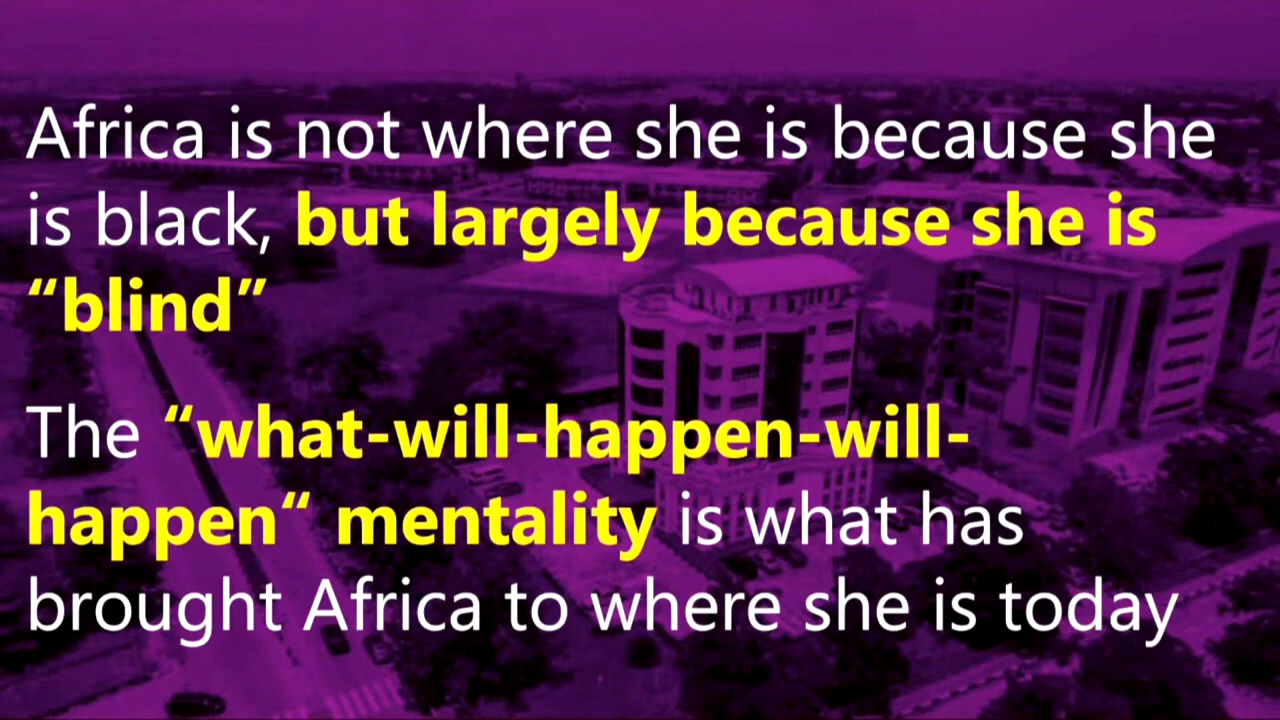 Africa is not where she is because she
is black, but largely because she is
“blind”
The “what-will-happen-will-
happen“ mentality is what has
brought Africa to where she is today